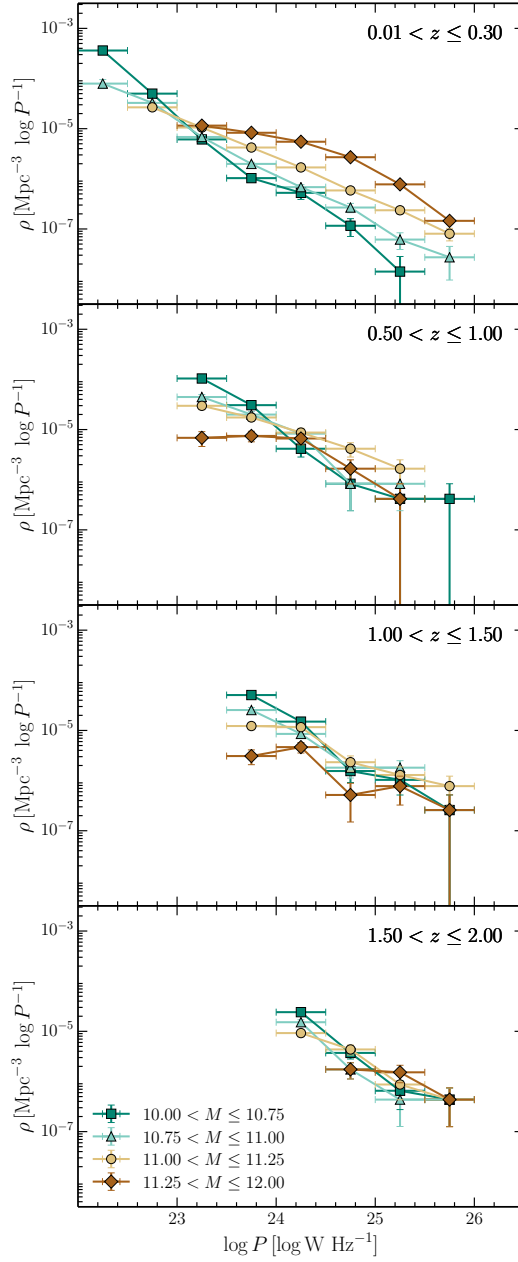 0.01 < z ≤ 0.30
10⁻³
10⁻⁵
10⁻⁷
ρ [Mpc⁻³ log P⁻¹]
0.50 < z ≤ 1.00
10⁻³
10⁻⁵
10⁻⁷
ρ [Mpc⁻³ log P⁻¹]
1.00 < z ≤ 1.50
10⁻³
10⁻⁵
10⁻⁷
ρ [Mpc⁻³ log P⁻¹]
1.50 < z ≤ 2.00
10⁻³
10⁻⁵
10⁻⁷
ρ [Mpc⁻³ log P⁻¹]
10.00 < M ≤ 10.75
10.75 < M ≤ 11.00
11.00 < M ≤ 11.25
11.25 < M ≤ 12.00
23 24 25 26
log P [log W Hz⁻¹]